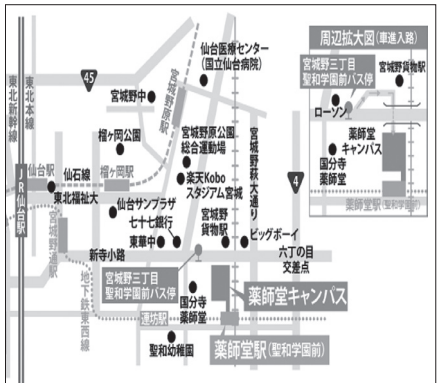 周辺拡大図(車進入路)
宮城野三丁目
聖和学園前バス停
宮城野貨物駅
ローソン
薬師堂
キャンパス
国分寺
薬師堂
薬師堂駅(聖和学園前)
仙台医療センター
(国立仙台病院)
45
宮城野中
東北新幹線
東北本線
宮城野原駅
榴ヶ岡公園
宮城野原公園
総合運動場
宮城野萩大通り
仙台駅
仙石線
榴ヶ岡駅
楽天Kobo
スタジアム宮城
4
JR仙台駅
東北福祉大
仙台サンプラザ
七十七銀行
宮城野
貨物駅
ビッグボーイ
宮城野通駅
東華中
新寺小路
六丁の目
交差点
宮城野三丁目
聖和学園前バス停
地下鉄東西線
国分寺
薬師堂
薬師堂キャンパス
連坊駅
聖和幼稚園
薬師堂駅(聖和学園前)